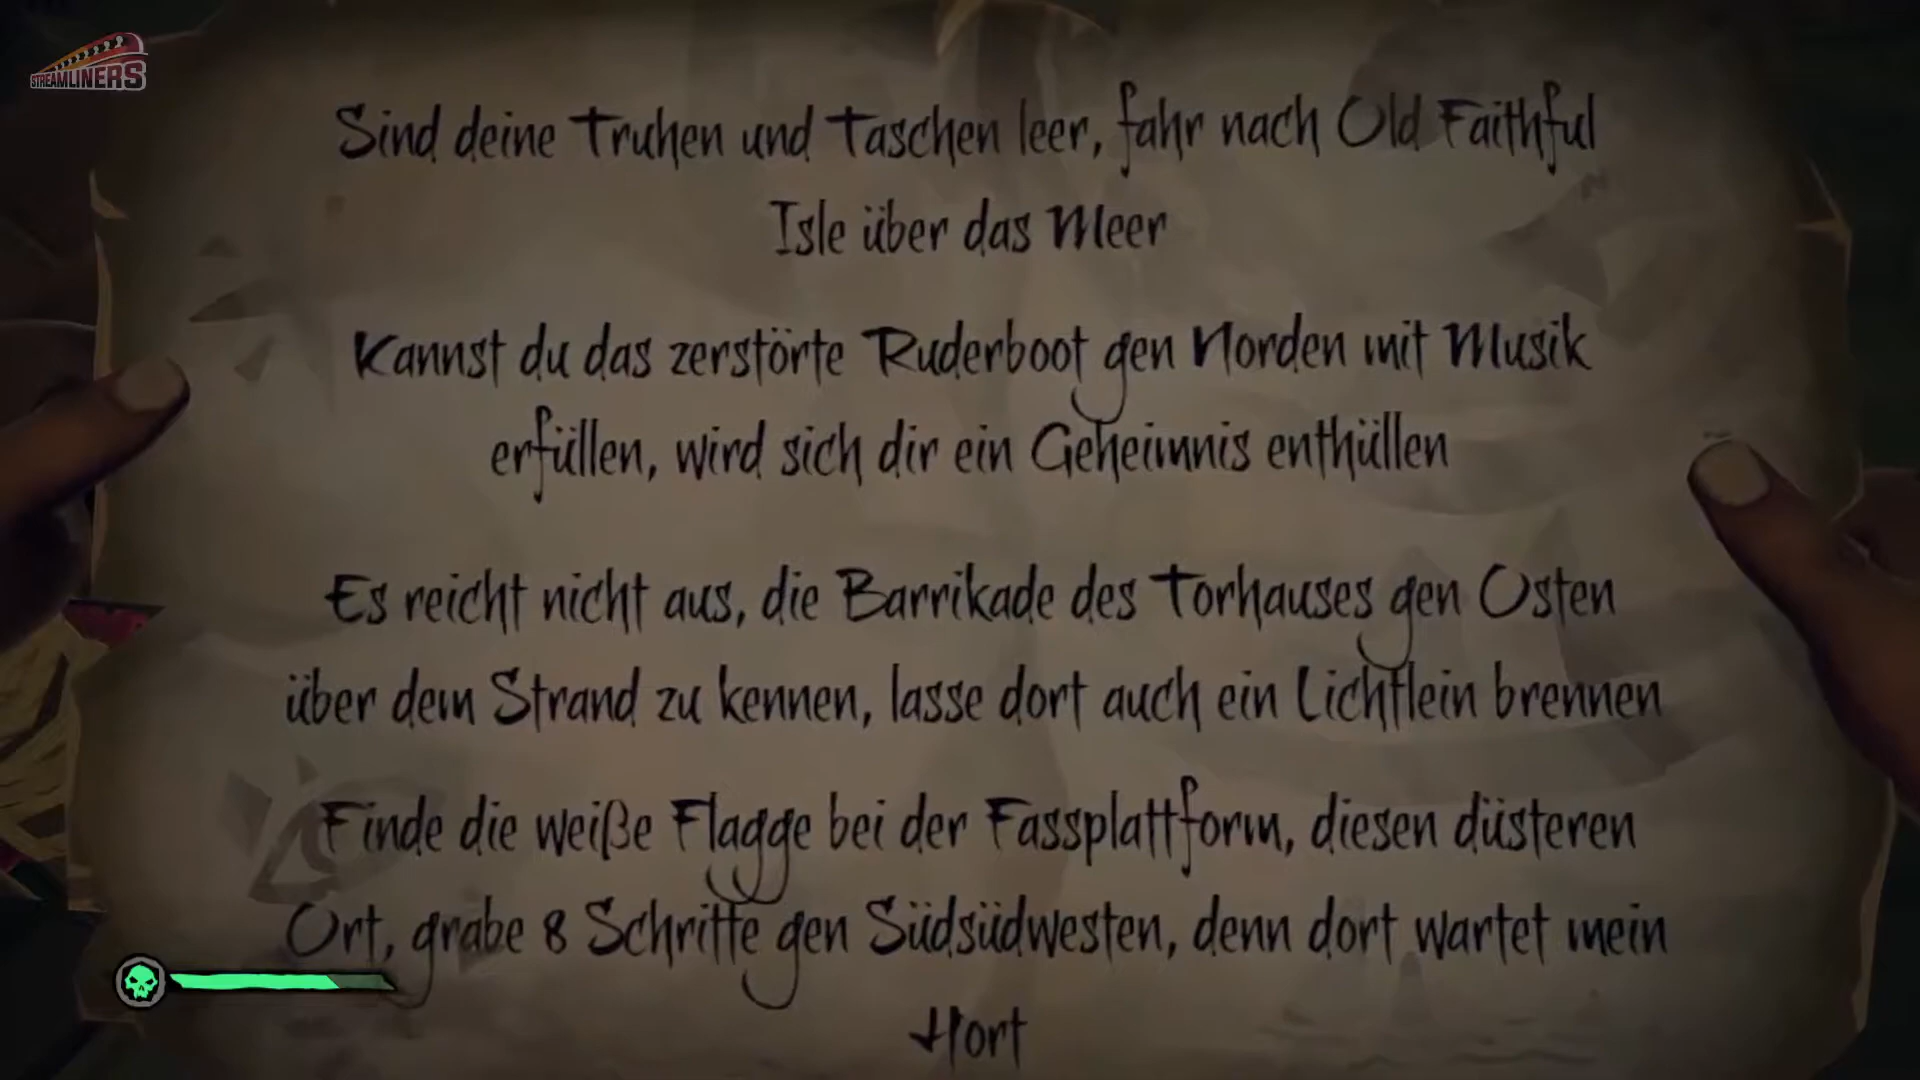 STREAMLINERS
Sind deine Truhen und Taschen leer, fahr nach Old Faithful
Isle über das Meer
Kannst du das zerstörte Ruderboot gen Norden mit Musik
erfüllen, wird sich dir ein Geheimnis enthüllen
Es reicht nicht aus, die Barrikade des Torhauses gen Osten
über dem Strand zu kennen, lasse dort auch ein Lichtlein brennen
Finde die weiße Flagge bei der Fassplattform, diesen düsteren
Ort, grabe 8 Schritte gen Südsüdwesten, denn dort wartet mein
Hort